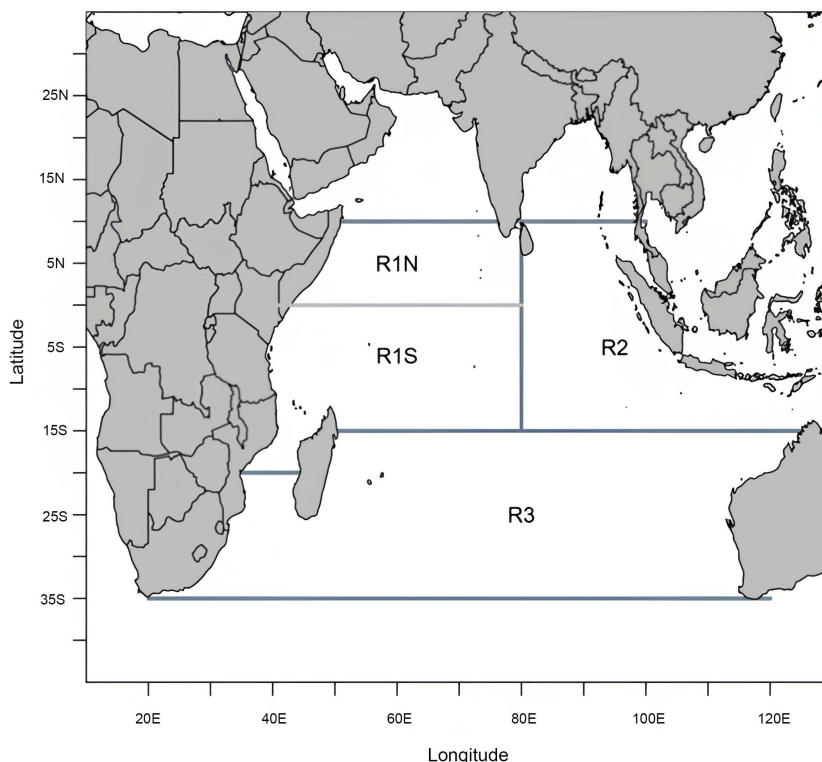 25N
15N
5N
5S
15S
25S
35S
Latitude
R1N
R1S
R2
R3
20E
40E
60E
80E
100E
120E
Longitude